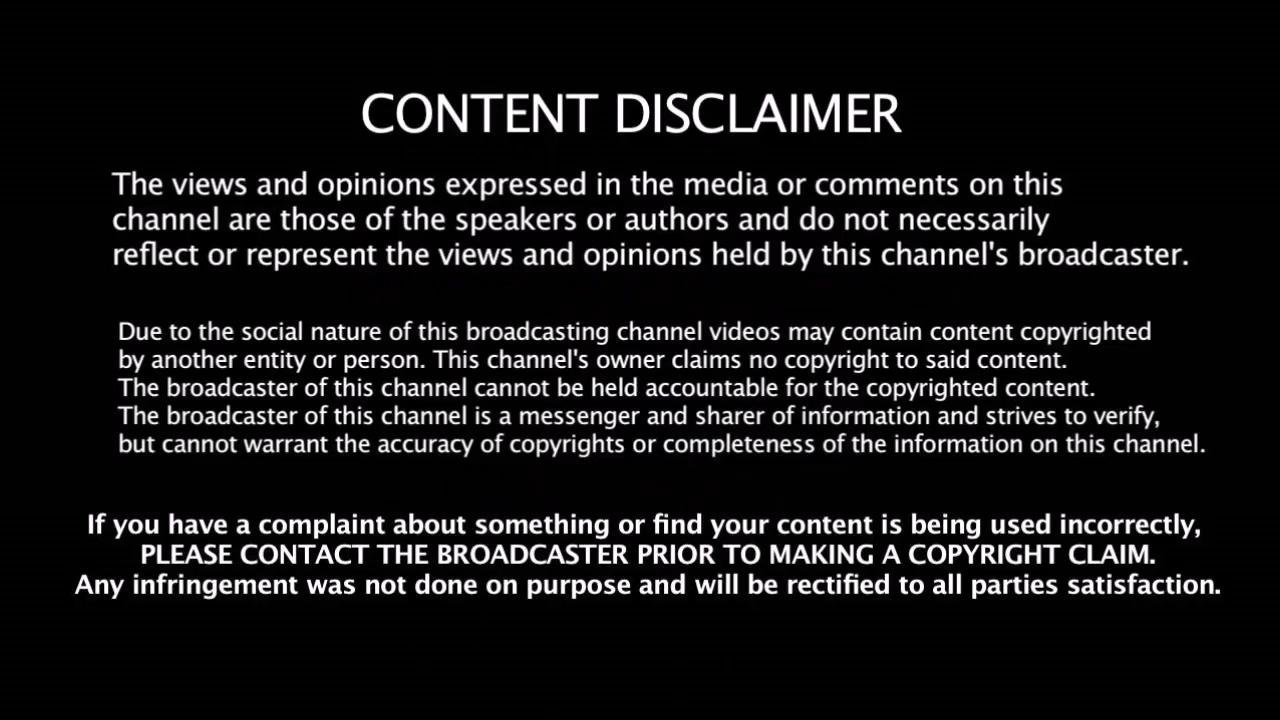 CONTENT DISCLAIMER
The views and opinions expressed in the media or comments on this
channel are those of the speakers or authors and do not necessarily
reflect or represent the views and opinions held by this channel's broadcaster.
Due to the social nature of this broadcasting channel videos may contain content copyrighted
by another entity or person. This channel's owner claims no copyright to said content.
The broadcaster of this channel cannot be held accountable for the copyrighted content.
The broadcaster of this channel is a messenger and sharer of information and strives to verify,
but cannot warrant the accuracy of copyrights or completeness of the information on this channel.
If you have a complaint about something or find your content is being used incorrectly,
PLEASE CONTACT THE BROADCASTER PRIOR TO MAKING A COPYRIGHT CLAIM.
Any infringement was not done on purpose and will be rectified to all parties satisfaction.